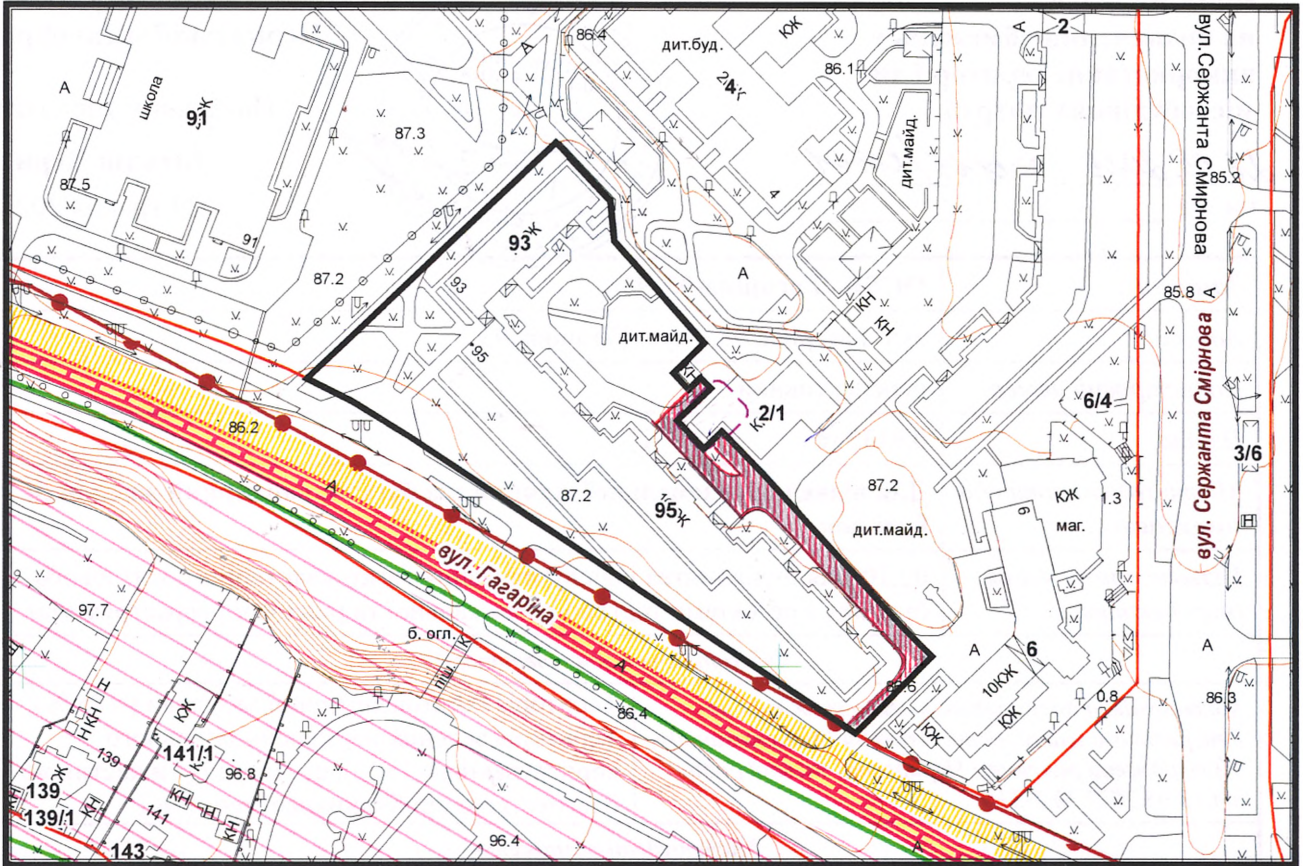 86.4
А
дит.буд.
КЖ
А
2
вул.Сержанта Смирнова
А
школа
91
4
86.1
87.3
дит.майд.
87.5
4
85.2
91
93
87.2
93
А
85.8
А
КН
КН
дит.майд.
95
КН
2/1
вул. Сержанта Смірнова
6/4
86.2
3/6
А
87.2
95
87.2
КЖ
маг.
1.3
6
дит.майд.
Н
вул. Гагаріна
97.7
б. огл.
А
6
А
А
10КЖ
КЖ
0.8
86.3
86.4
КЖ
КЖ
Н
КН
Н
139
141/1
96.8
139
КН
Н
КН
КН
139/1
141
96.4
143
А